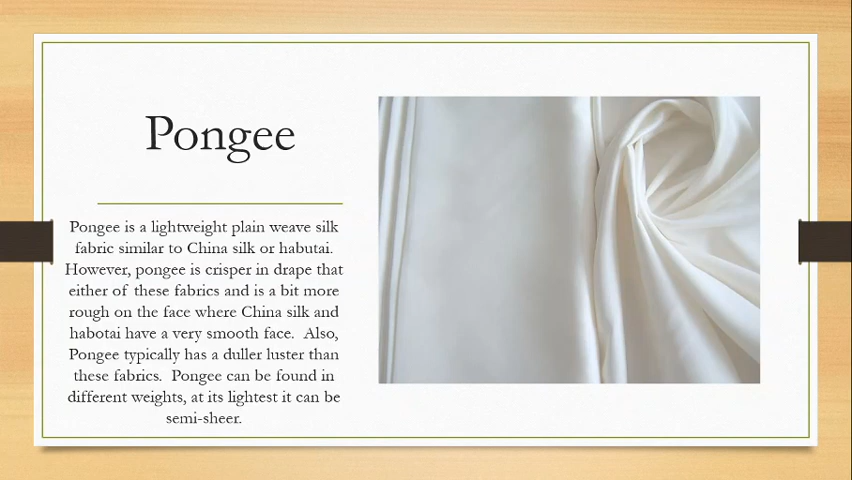 Pongee
Pongee is a lightweight plain weave silk
fabric similar to China silk or habutai.
However, pongee is crisper in drape that
either of these fabrics and is a bit more
rough on the face where China silk and
habotai have a very smooth face.  Also,
Pongee typically has a duller luster than
these fabrics.  Pongee can be found in
different weights, at its lightest it can be
semi-sheer.